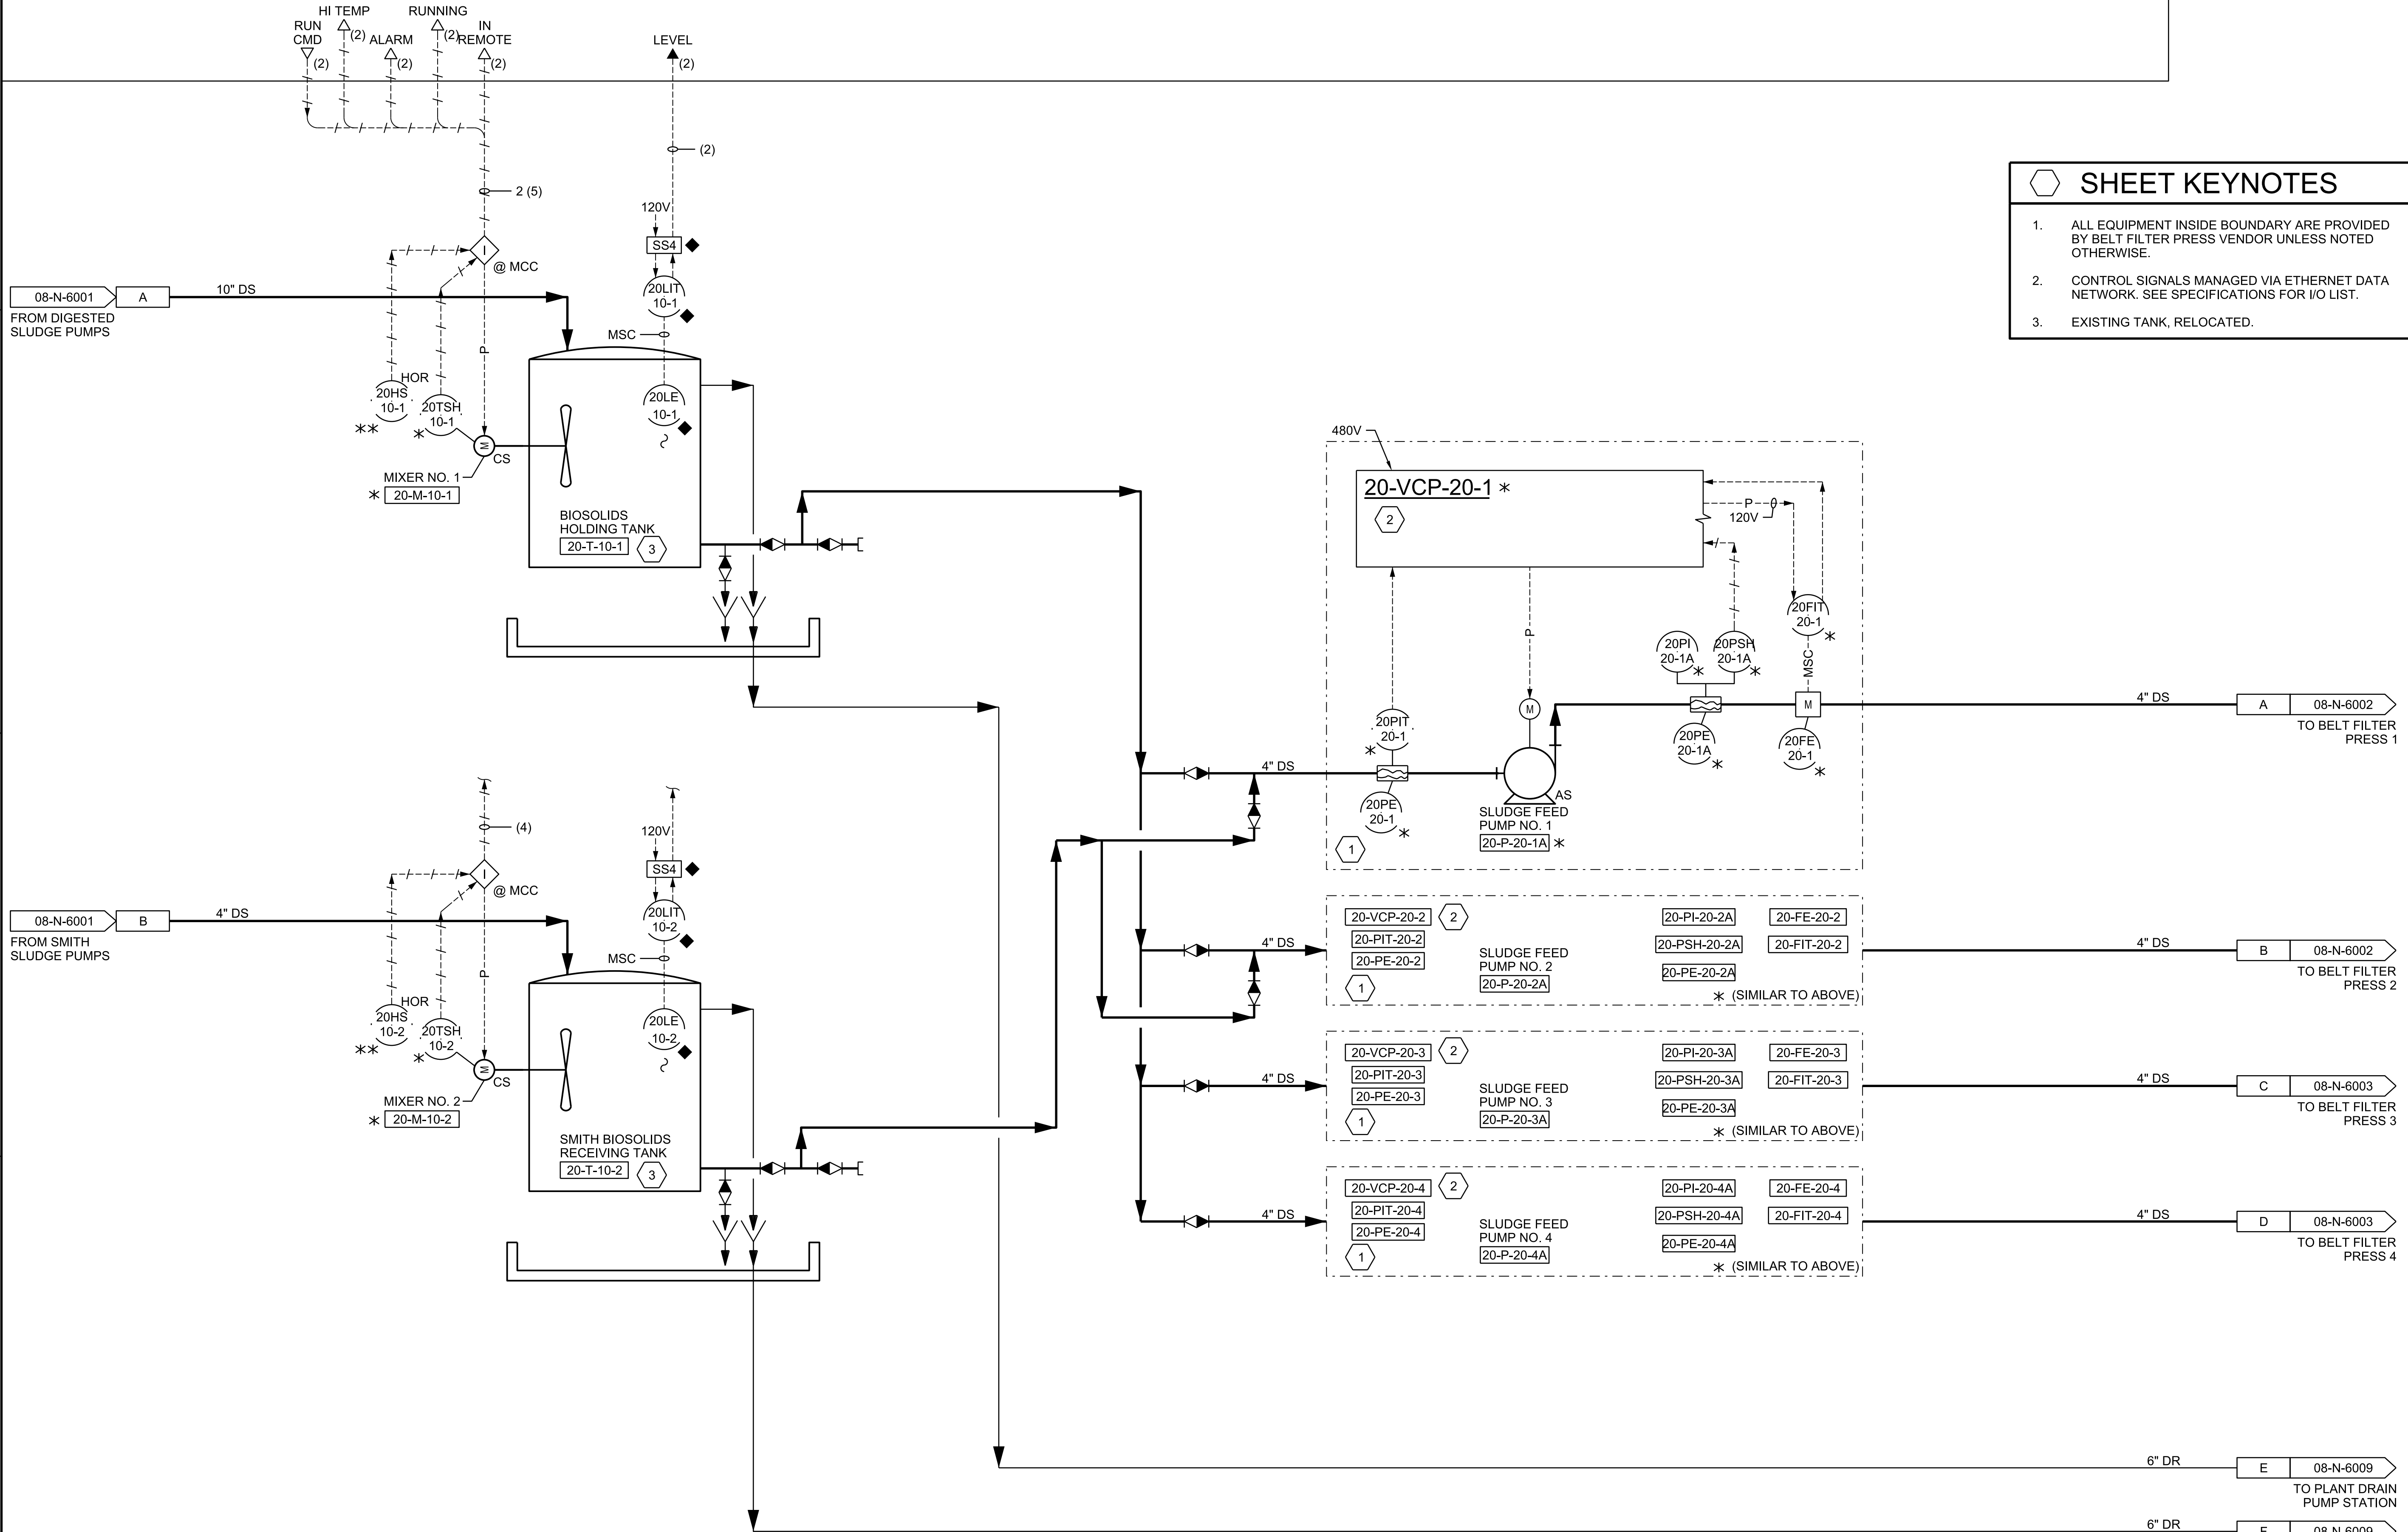 HI TEMP
RUNNING
RUN
CMD
(2)
(2)
ALARM
(2)
(2)
IN
REMOTE
(2)
LEVEL
(2)
(2)
2 (5)
120V
SS4
I
@ MCC
20LIT
10-1
08-N-6001
A
10" DS
FROM DIGESTED
SLUDGE PUMPS
MSC
P
HOR
20HS
10-1
**
20TSH
10-1
*
20LE
10-1
M
CS
MIXER NO. 1
* 20-M-10-1
BIOSOLIDS
HOLDING TANK
20-T-10-1
3
SHEET KEYNOTES
1. ALL EQUIPMENT INSIDE BOUNDARY ARE PROVIDED
BY BELT FILTER PRESS VENDOR UNLESS NOTED
OTHERWISE.
2. CONTROL SIGNALS MANAGED VIA ETHERNET DATA
NETWORK. SEE SPECIFICATIONS FOR I/O LIST.
3. EXISTING TANK, RELOCATED.
480V
20-VCP-20-1 *
2
P
120V
P
20FIT
20-1
*
20PI
20-1A
*
20PSH
20-1A
*
MSC
20PIT
20-1
*
M
M
20PE
20-1A
*
20FE
20-1
*
4" DS
20PE
20-1
*
AS
SLUDGE FEED
PUMP NO. 1
20-P-20-1A *
1
4" DS
A
08-N-6002
TO BELT FILTER
PRESS 1
(4)
120V
SS4
I
@ MCC
20LIT
10-2
08-N-6001
B
4" DS
FROM SMITH
SLUDGE PUMPS
MSC
P
HOR
20HS
10-2
**
20TSH
10-2
*
20LE
10-2
M
CS
MIXER NO. 2
* 20-M-10-2
SMITH BIOSOLIDS
RECEIVING TANK
20-T-10-2
3
4" DS
20-VCP-20-2
2
20-PIT-20-2
20-PE-20-2
1
SLUDGE FEED
PUMP NO. 2
20-P-20-2A
20-PI-20-2A
20-FE-20-2
20-PSH-20-2A
20-FIT-20-2
20-PE-20-2A
* (SIMILAR TO ABOVE)
4" DS
B
08-N-6002
TO BELT FILTER
PRESS 2
4" DS
20-VCP-20-3
2
20-PIT-20-3
20-PE-20-3
1
SLUDGE FEED
PUMP NO. 3
20-P-20-3A
20-PI-20-3A
20-FE-20-3
20-PSH-20-3A
20-FIT-20-3
20-PE-20-3A
* (SIMILAR TO ABOVE)
4" DS
C
08-N-6003
TO BELT FILTER
PRESS 3
4" DS
20-VCP-20-4
2
20-PIT-20-4
20-PE-20-4
1
SLUDGE FEED
PUMP NO. 4
20-P-20-4A
20-PI-20-4A
20-FE-20-4
20-PSH-20-4A
20-FIT-20-4
20-PE-20-4A
* (SIMILAR TO ABOVE)
4" DS
D
08-N-6003
TO BELT FILTER
PRESS 4
6" DR
E
08-N-6009
TO PLANT DRAIN
PUMP STATION
6" DR
F
08-N-6009